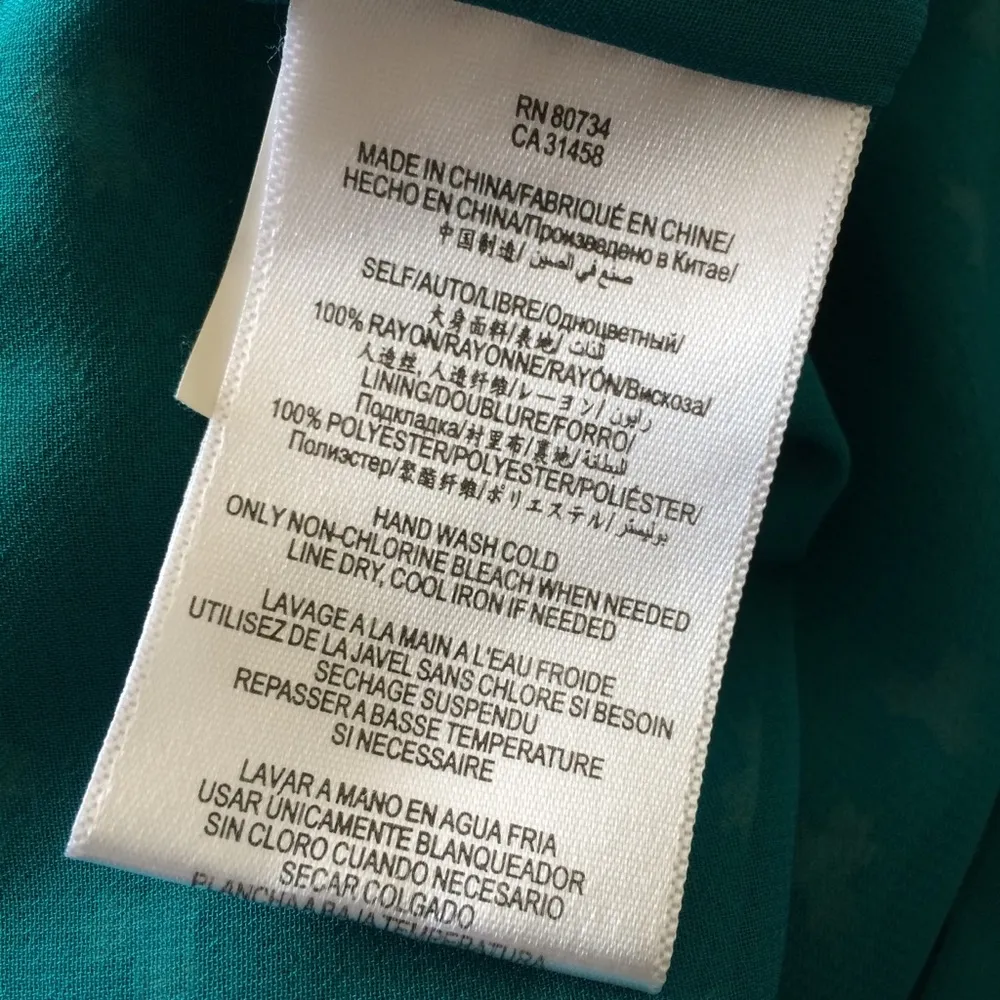 RN 80734
CA 31458
MADE IN CHINA/FABRIQUÉ EN CHINE/
HECHO EN CHINA/Произведено в Китае/
中国制造/ صنع في الصين
SELF/AUTO/LIBRE/Одноцветный/
大身面料/表地/
100% RAYON/RAYONNE/RAYÓN/Вискоза/
人造丝, 人造纤维/レーヨン/ رايون
LINING/DOUBLURE/FORRO/
Подкладка/衬里布/裏地/ البطانة
100% POLYESTER/POLYESTER/POLIÉSTER/
Полиэстер/聚酯纤维/ポリエステル/
HAND WASH COLD
ONLY NON-CHLORINE BLEACH WHEN NEEDED
LINE DRY, COOL IRON IF NEEDED
LAVAGE A LA MAIN A L'EAU FROIDE
UTILISEZ DE LA JAVEL SANS CHLORE SI BESOIN
SECHAGE SUSPENDU
REPASSER A BASSE TEMPERATURE
SI NECESSAIRE
LAVAR A MANO EN AGUA FRIA
USAR ÚNICAMENTE BLANQUEADOR
SIN CLORO CUANDO NECESARIO
SECAR COLGADO
PLANCHA A BAJA TEMPERATURA